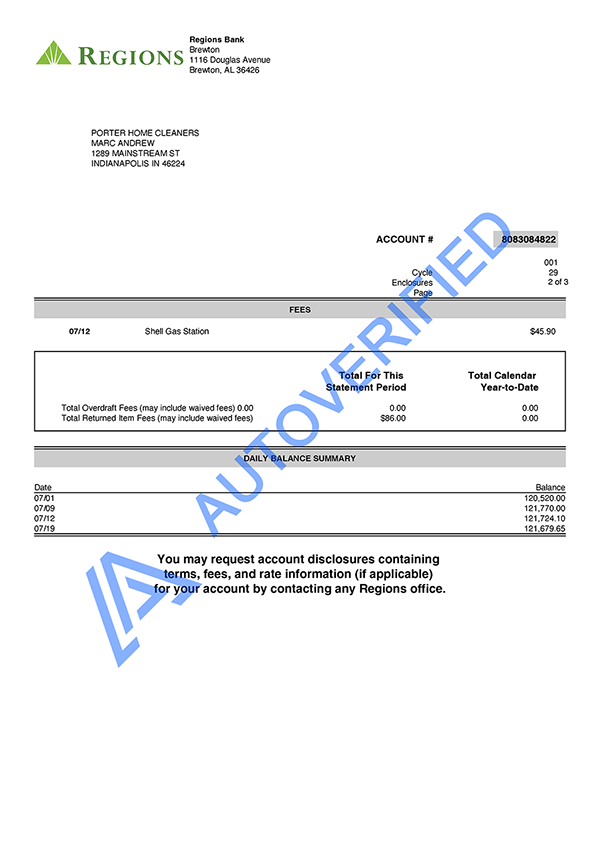 REGIONS
Regions Bank
Brewton
1116 Douglas Avenue
Brewton, AL 36426
PORTER HOME CLEANERS
MARC ANDREW
1289 MAINSTREAM ST
INDIANAPOLIS IN 46224
ACCOUNT # 8083084822
001
Cycle 29
Enclosures 2 of 3
Page
FEES
07/12 Shell Gas Station $45.90
Total For This Total Calendar
Statement Period Year-to-Date
Total Overdraft Fees (may include waived fees) 0.00 0.00 0.00
Total Returned Item Fees (may include waived fees) $86.00 0.00
DAILY BALANCE SUMMARY
Date Balance
07/01 120,520.00
07/09 121,770.00
07/12 121,724.10
07/19 121,679.65
You may request account disclosures containing
terms, fees, and rate information (if applicable)
for your account by contacting any Regions office.
AUTOVERIFIED